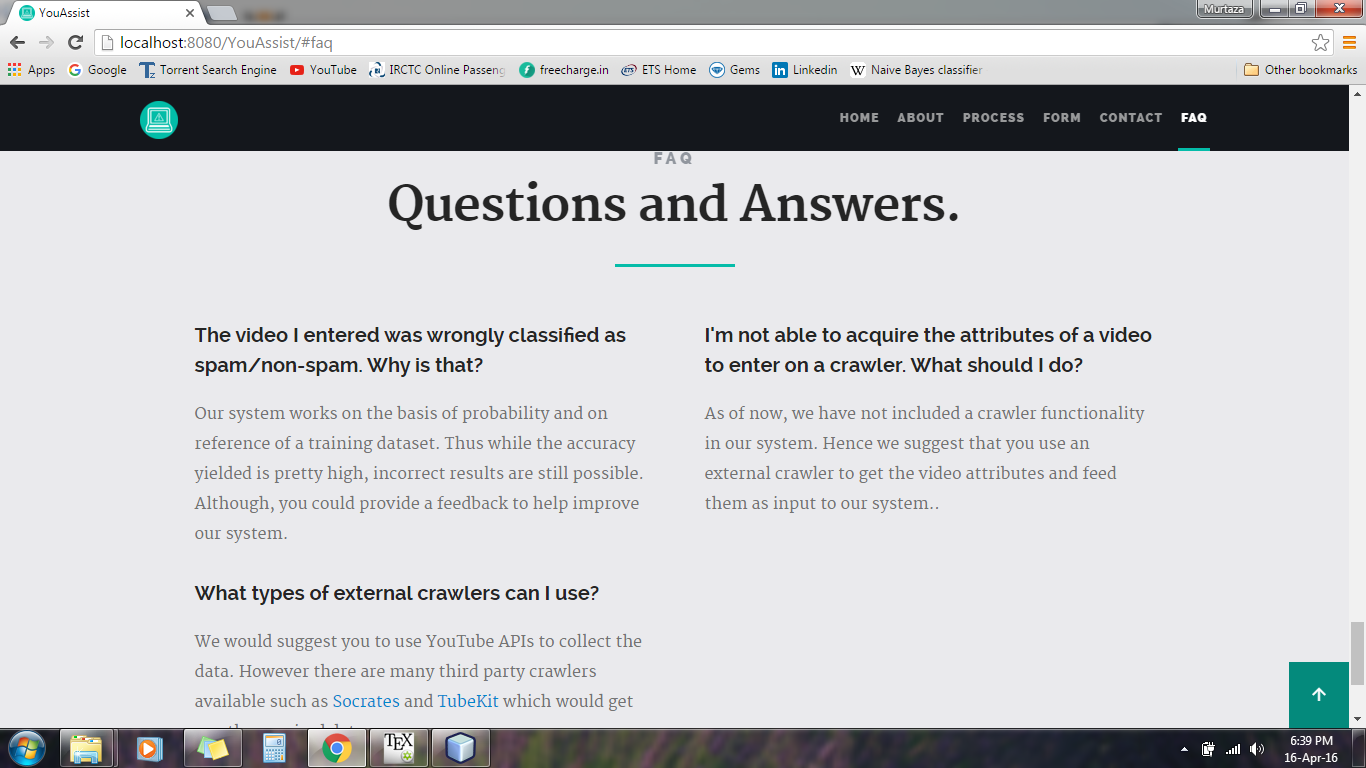 YouAssist
Murtaza
localhost:8080/YouAssist/#faq
Apps Google Torrent Search Engine YouTube IRCTC Online Passeng freecharge.in ETS Home Gems Linkedin Naive Bayes classifier Other bookmarks
HOME ABOUT PROCESS FORM CONTACT FAQ
FAQ
Questions and Answers.
The video I entered was wrongly classified as
spam/non-spam. Why is that?
Our system works on the basis of probability and on
reference of a training dataset. Thus while the accuracy
yielded is pretty high, incorrect results are still possible.
Although, you could provide a feedback to help improve
our system.
I'm not able to acquire the attributes of a video
to enter on a crawler. What should I do?
As of now, we have not included a crawler functionality
in our system. Hence we suggest that you use an
external crawler to get the video attributes and feed
them as input to our system..
What types of external crawlers can I use?
We would suggest you to use YouTube APIs to collect the
data. However there are many third party crawlers
available such as Socrates and TubeKit which would get
TEX
6:39 PM
16-Apr-16